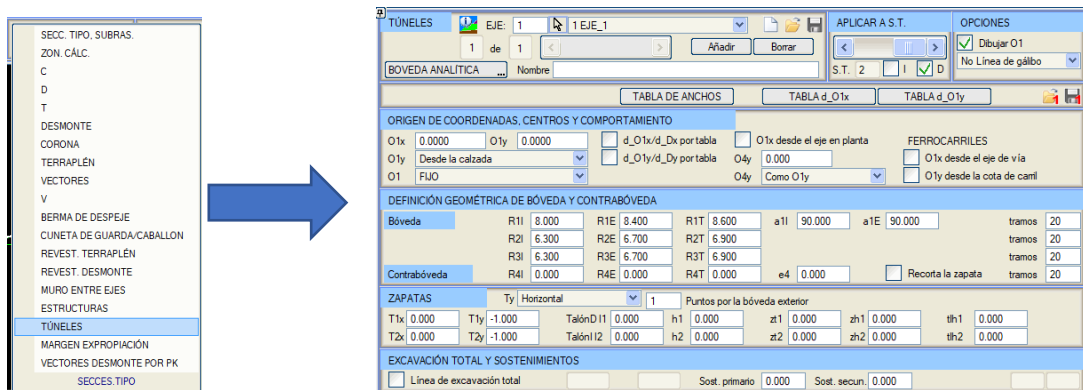 SECC. TIPO, SUBRAS.
ZON. CÁLC.
C
D
T
DESMONTE
CORONA
TERRAPLÉN
VECTORES
V
BERMA DE DESPEJE
CUNETA DE GUARDA/CABALLON
REVEST. TERRAPLÉN
REVEST. DESMONTE
MURO ENTRE EJES
ESTRUCTURAS
TÚNELES
MARGEN EXPROPIACIÓN
VECTORES DESMONTE POR PK
SECCES.TIPO
TÚNELES EJE: 1 1 EJE_1 APLICAR A S.T. OPCIONES
1 de 1 < > Añadir Borrar < > Dibujar O1
BOVEDA ANALITICA ... Nombre S.T. 2 I D No Línea de gálibo
TABLA DE ANCHOS TABLA d_O1x TABLA d_O1y
ORIGEN DE COORDENADAS, CENTROS Y COMPORTAMIENTO
O1x 0.0000 O1y 0.0000 d_O1x/d_Dx por tabla O1x desde el eje en planta FERROCARRILES
O1y Desde la calzada d_O1y/d_Dy por tabla O4y 0.000 O1x desde el eje de vía
O1 FIJO O4y Como O1y O1y desde la cota de carril
DEFINICIÓN GEOMÉTRICA DE BÓVEDA Y CONTRABÓVEDA
Bóveda R1I 8.000 R1E 8.400 R1T 8.600 a1I 90.000 a1E 90.000 tramos 20
R2I 6.300 R2E 6.700 R2T 6.900 tramos 20
R3I 6.300 R3E 6.700 R3T 6.900 tramos 20
Contrabóveda R4I 0.000 R4E 0.000 R4T 0.000 e4 0.000 Recorta la zapata tramos 20
ZAPATAS Ty Horizontal 1 Puntos por la bóveda exterior
T1x 0.000 T1y -1.000 TalónD I1 0.000 h1 0.000 zt1 0.000 zh1 0.000 tlh1 0.000
T2x 0.000 T2y -1.000 TalónI I2 0.000 h2 0.000 zt2 0.000 zh2 0.000 tlh2 0.000
EXCAVACIÓN TOTAL Y SOSTENIMIENTOS
Línea de excavación total Sost. primario 0.000 Sost. secun. 0.000